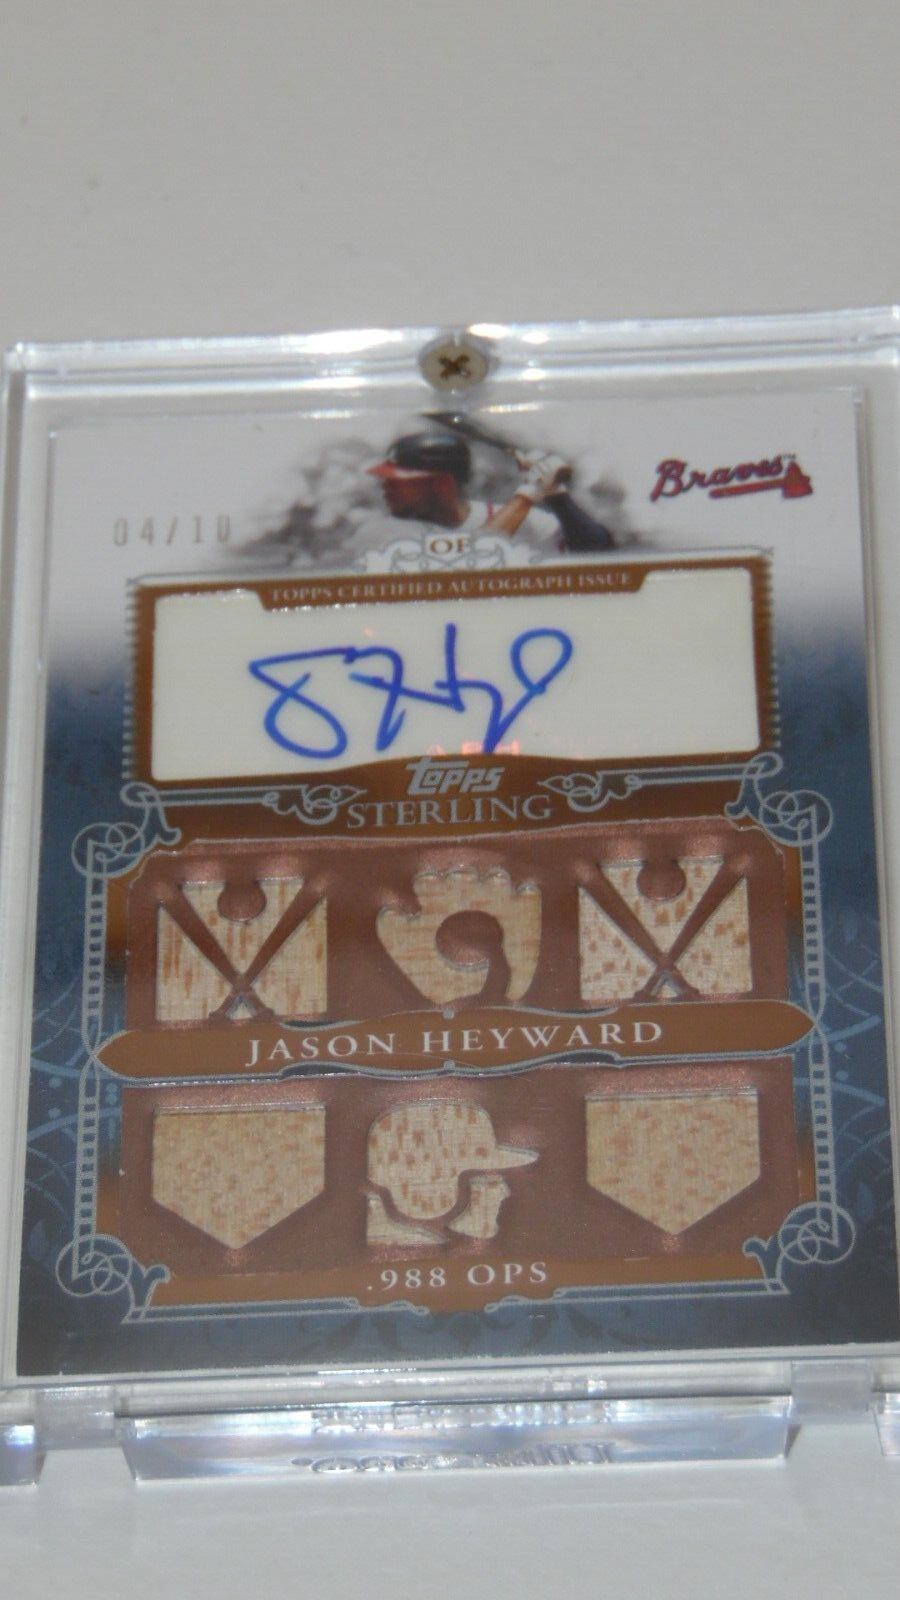 Braves
04/10
OF
TOPPS CERTIFIED AUTOGRAPH ISSUE
TOPPS
STERLING
JASON HEYWARD
.988 OPS